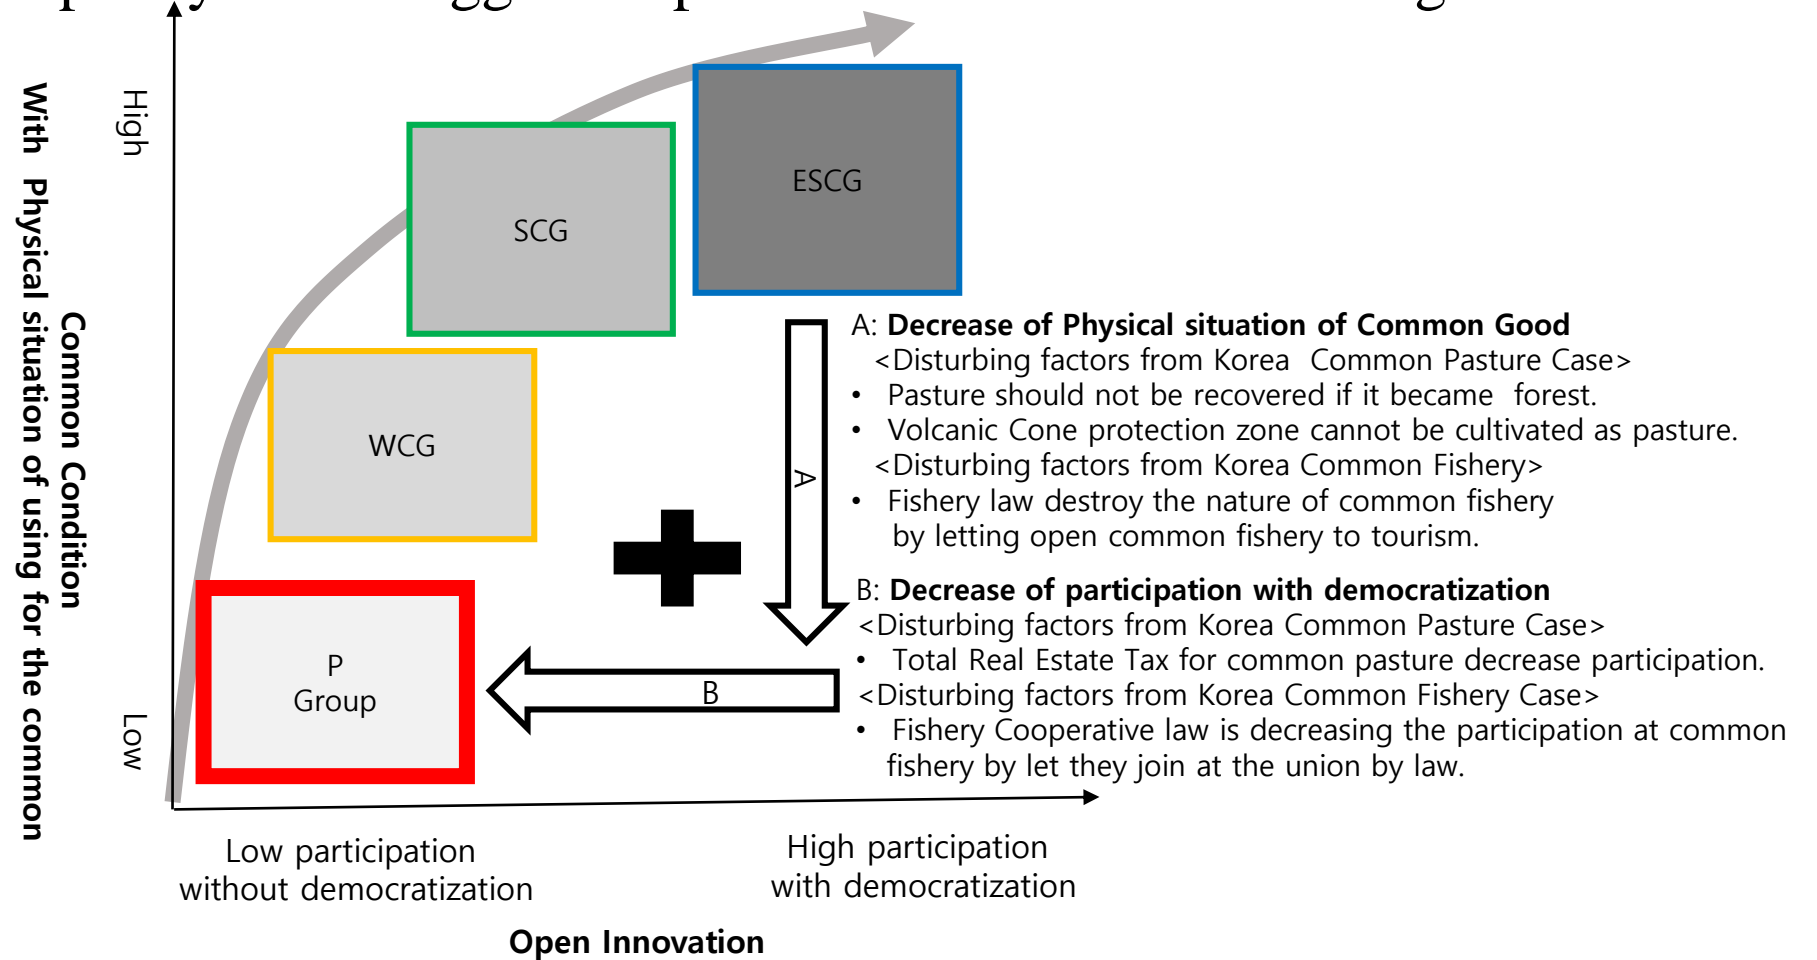 High
Low
Common Condition
With Physical situation of using for the common
ESCG
SCG
WCG
P
Group
A
B
A: Decrease of Physical situation of Common Good
<Disturbing factors from Korea Common Pasture Case>
• Pasture should not be recovered if it became forest.
• Volcanic Cone protection zone cannot be cultivated as pasture.
<Disturbing factors from Korea Common Fishery>
• Fishery law destroy the nature of common fishery
by letting open common fishery to tourism.
B: Decrease of participation with democratization
<Disturbing factors from Korea Common Pasture Case>
• Total Real Estate Tax for common pasture decrease participation.
<Disturbing factors from Korea Common Fishery Case>
• Fishery Cooperative law is decreasing the participation at common
fishery by let they join at the union by law.
Low participation
without democratization
High participation
with democratization
Open Innovation